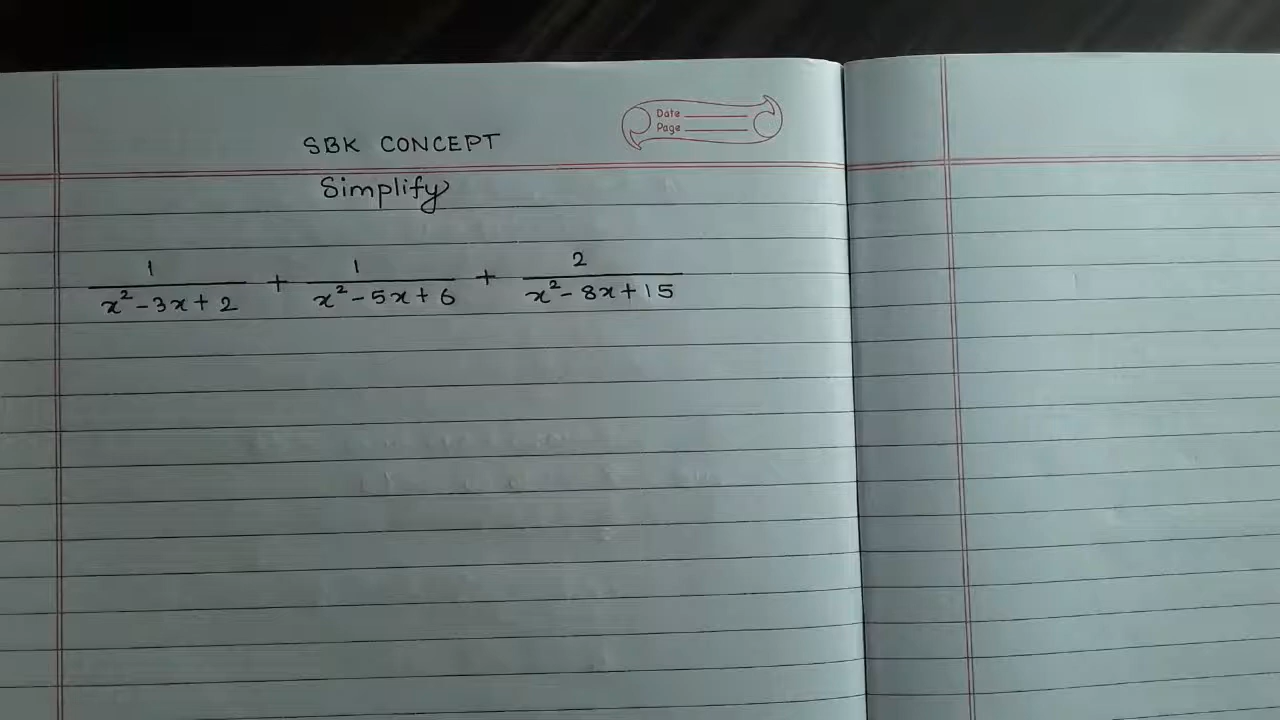 Date
Page
SBK CONCEPT
Simplify
1/(x²-3x+2) + 1/(x²-5x+6) + 2/(x²-8x+15)